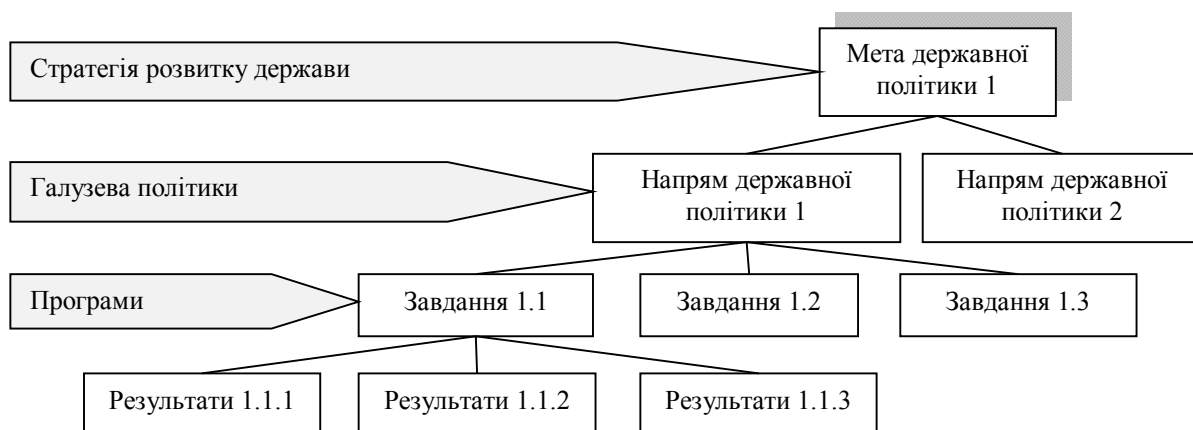 Стратегія розвитку держави
Мета державної
політики 1
Галузева політики
Напрям державної
політики 1
Напрям державної
політики 2
Програми
Завдання 1.1
Завдання 1.2
Завдання 1.3
Результати 1.1.1
Результати 1.1.2
Результати 1.1.3